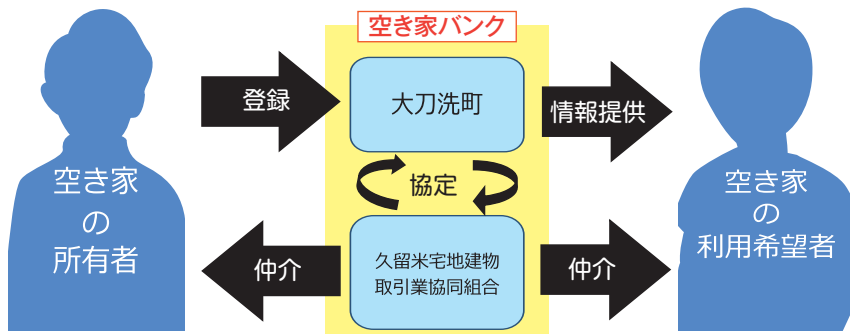 空き家バンク
登録
大刀洗町
情報提供
空き家
の
所有者
協定
空き家
の
利用希望者
仲介
久留米宅地建物
取引業協同組合
仲介